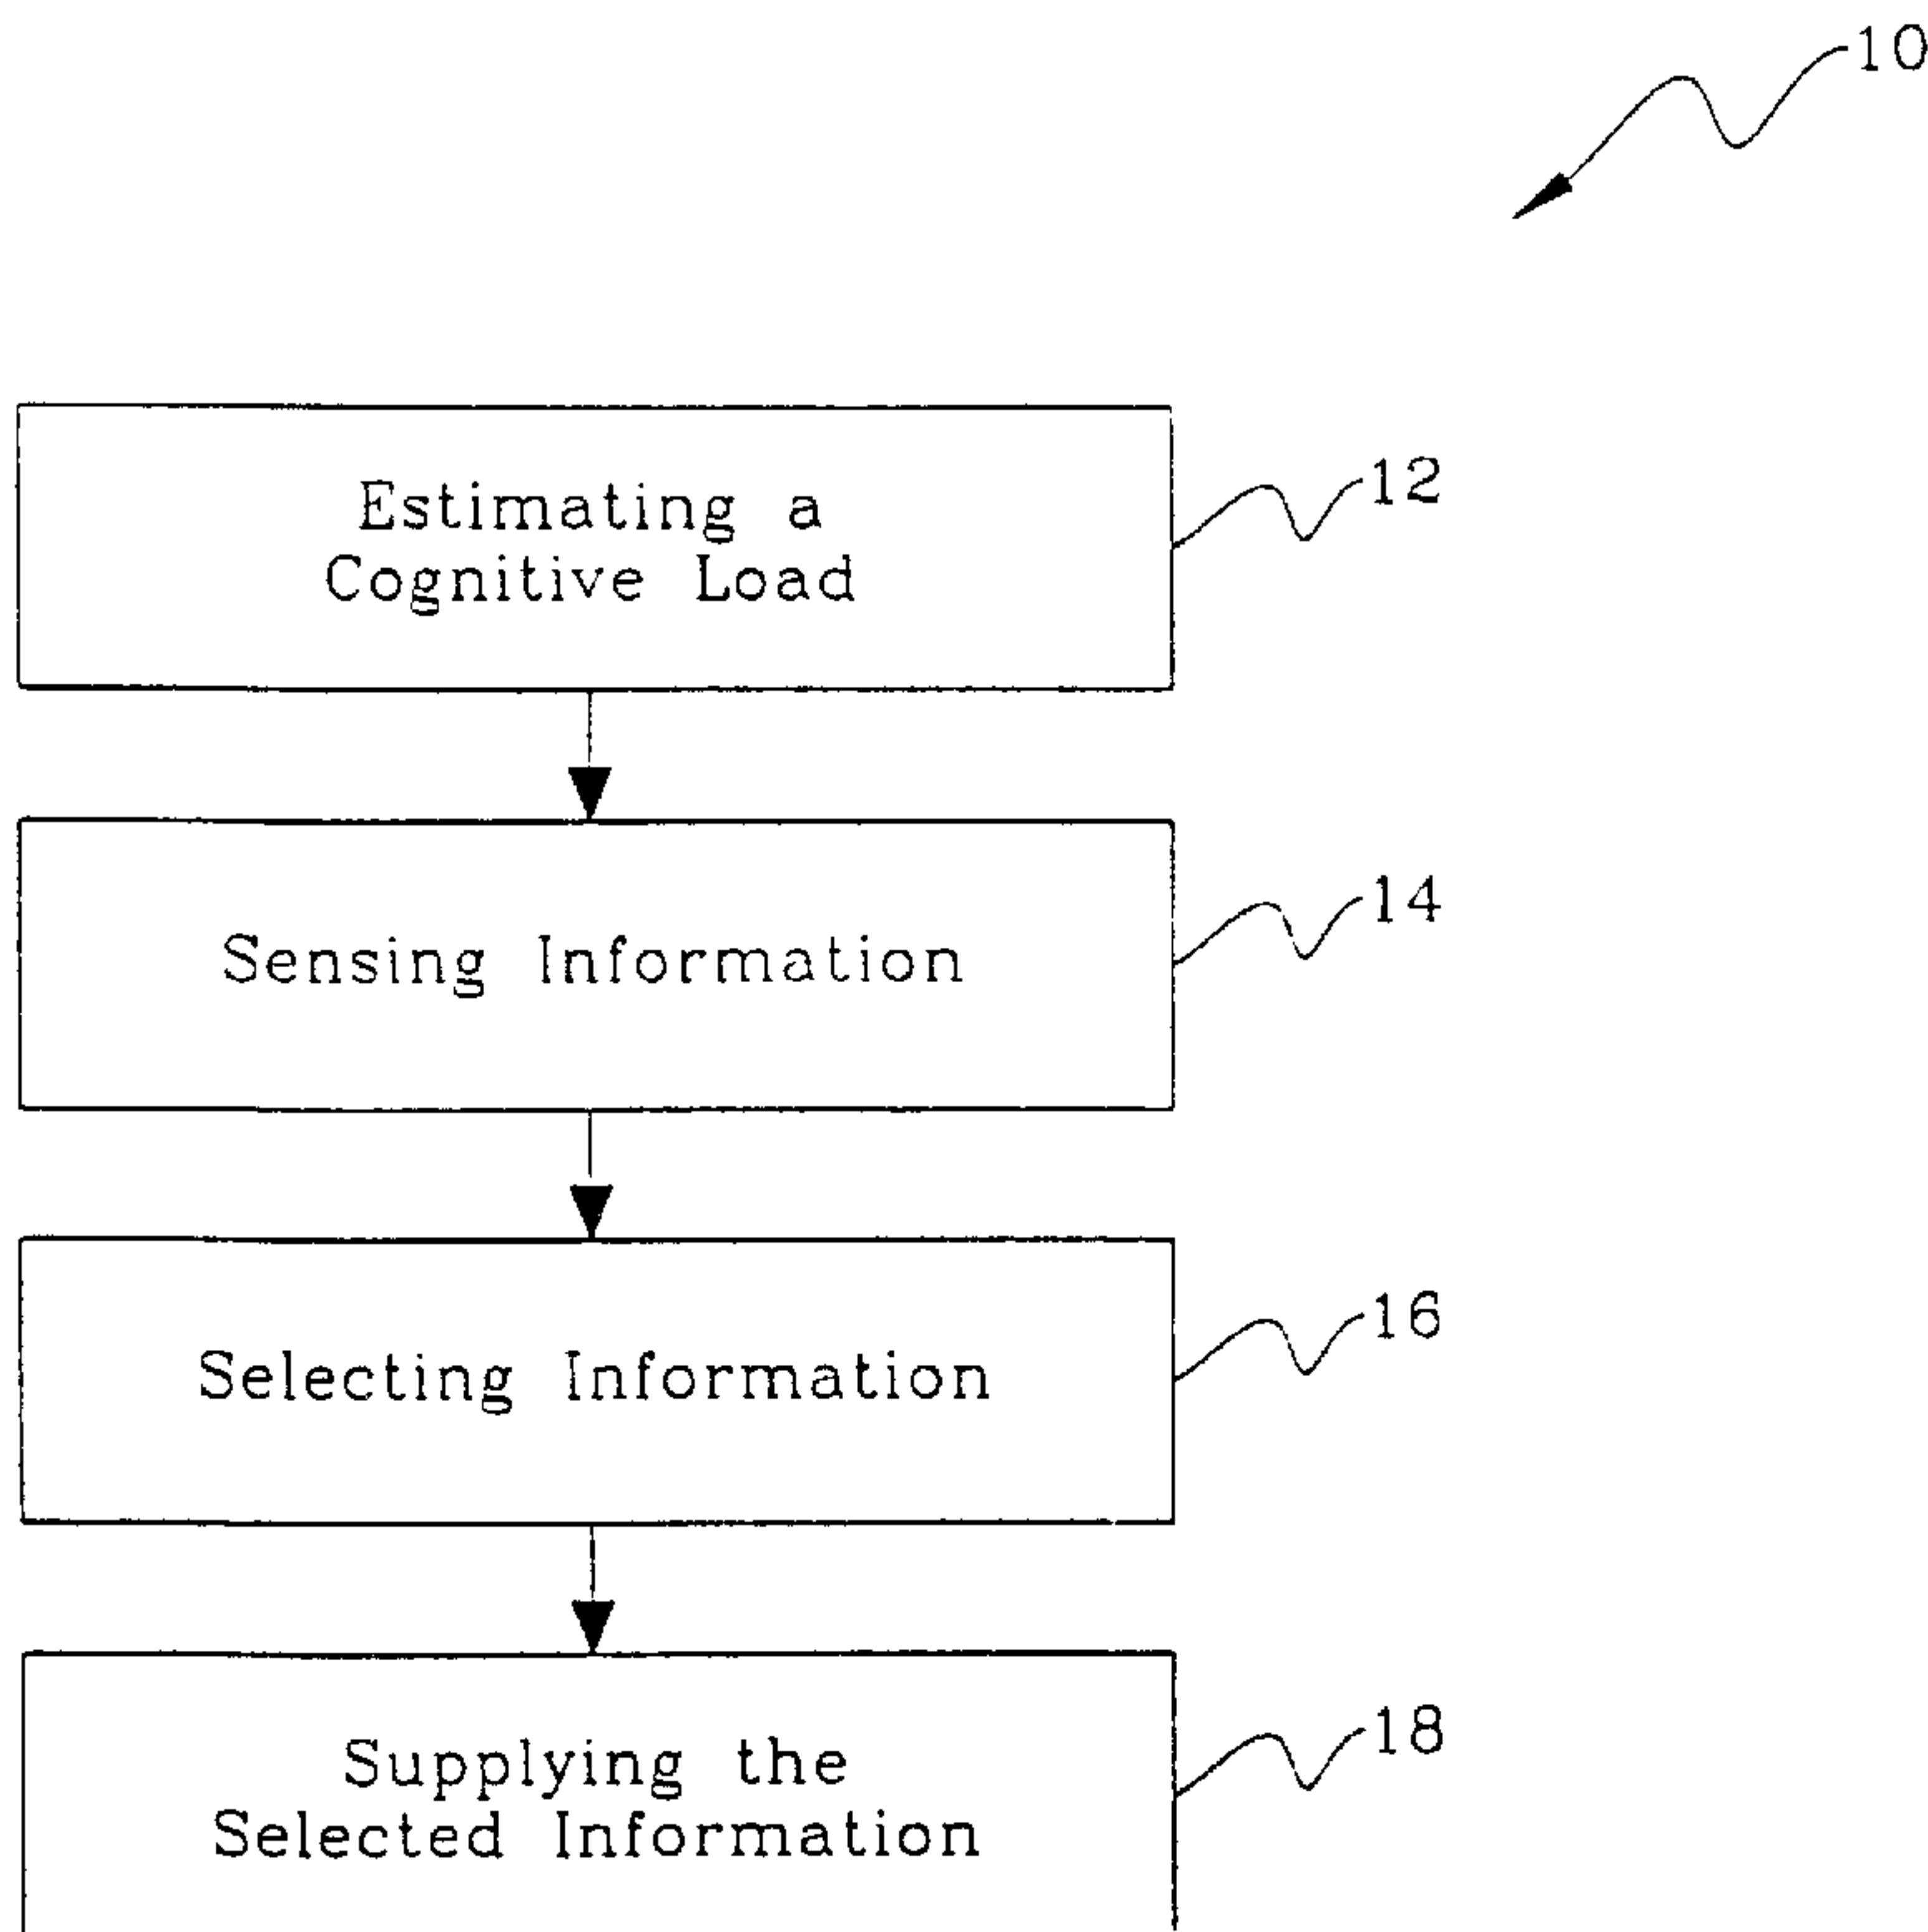 10
Estimating a
Cognitive Load
12
Sensing Information
14
Selecting Information
16
Supplying the
Selected Information
18